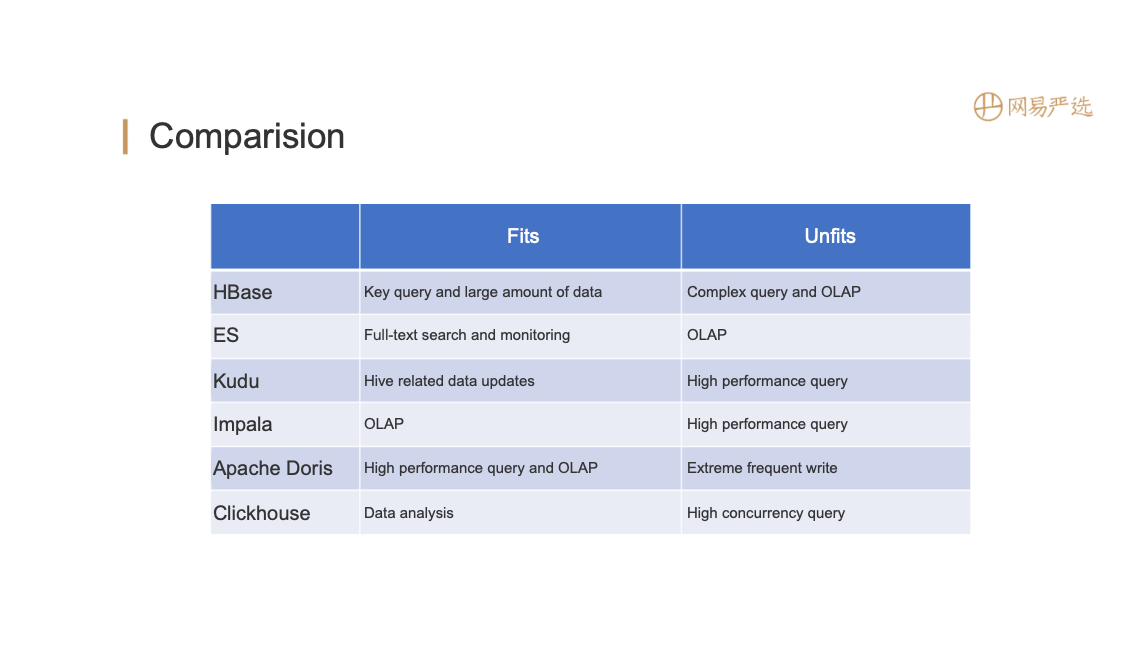 网易严选
Comparision
Fits Unfits
HBase Key query and large amount of data Complex query and OLAP
ES Full-text search and monitoring OLAP
Kudu Hive related data updates High performance query
Impala OLAP High performance query
Apache Doris High performance query and OLAP Extreme frequent write
Clickhouse Data analysis High concurrency query